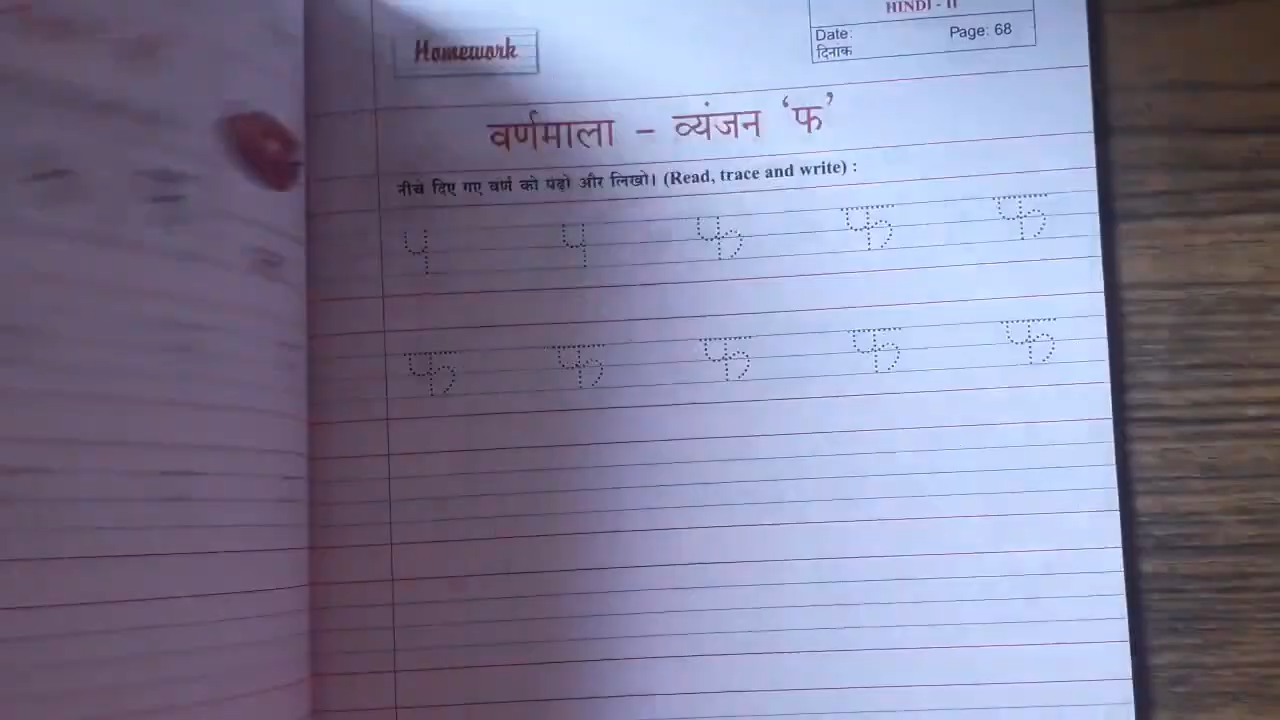 HINDI - II
Homework
Date:
Page: 68
दिनांक
वर्णमाला – व्यंजन ‘फ’
नीचे दिए गए वर्ण को पढ़ो और लिखो। (Read, trace and write) :
फ फ
फ फ फ फ फ